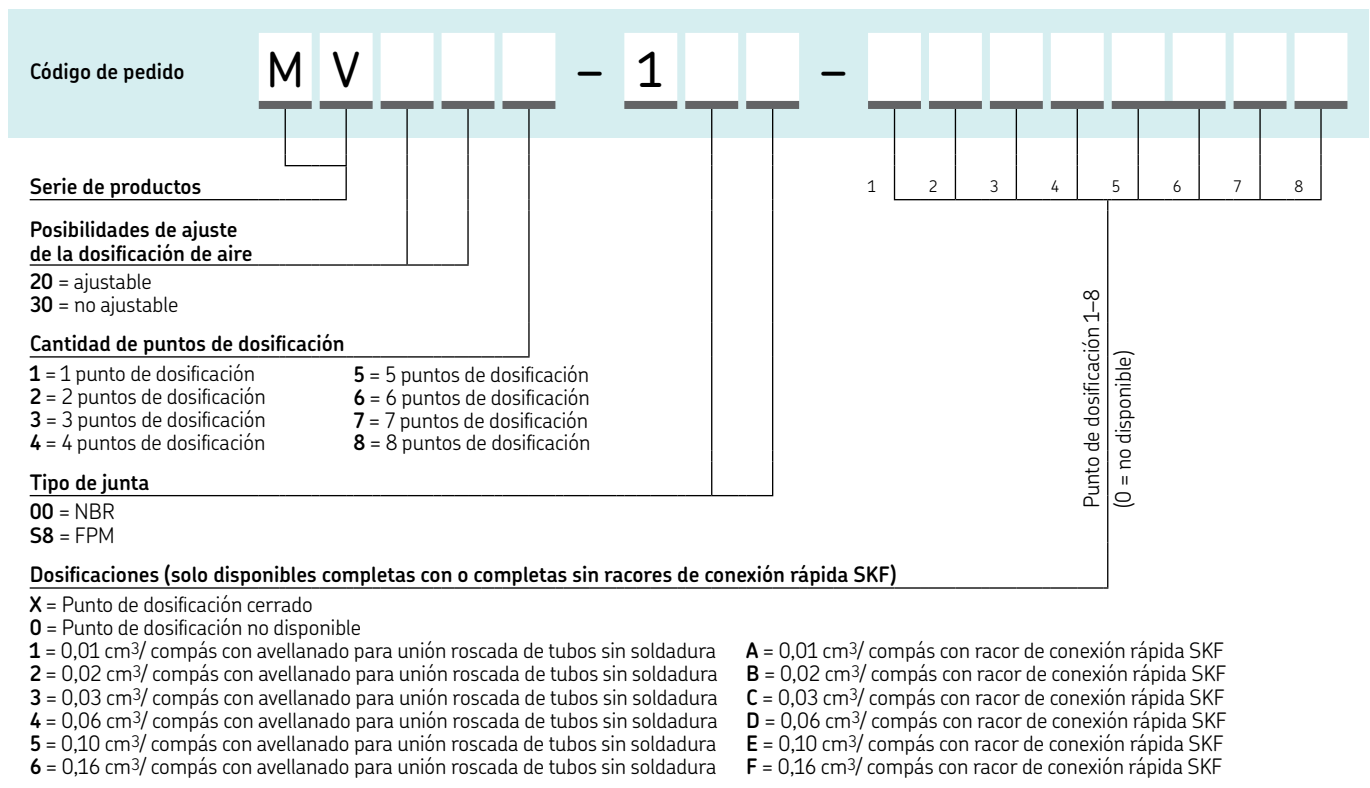 Código de pedido M V – 1 –
Serie de productos
1 2 3 4 5 6 7 8
Posibilidades de ajuste
de la dosificación de aire
20 = ajustable
30 = no ajustable
Cantidad de puntos de dosificación
1 = 1 punto de dosificación 5 = 5 puntos de dosificación
2 = 2 puntos de dosificación 6 = 6 puntos de dosificación
3 = 3 puntos de dosificación 7 = 7 puntos de dosificación
4 = 4 puntos de dosificación 8 = 8 puntos de dosificación
Punto de dosificación 1–8
(0 = no disponible)
Tipo de junta
00 = NBR
S8 = FPM
Dosificaciones (solo disponibles completas con o completas sin racores de conexión rápida SKF)
X = Punto de dosificación cerrado
0 = Punto de dosificación no disponible
1 = 0,01 cm3/ compás con avellanado para unión roscada de tubos sin soldadura A = 0,01 cm3/ compás con racor de conexión rápida SKF
2 = 0,02 cm3/ compás con avellanado para unión roscada de tubos sin soldadura B = 0,02 cm3/ compás con racor de conexión rápida SKF
3 = 0,03 cm3/ compás con avellanado para unión roscada de tubos sin soldadura C = 0,03 cm3/ compás con racor de conexión rápida SKF
4 = 0,06 cm3/ compás con avellanado para unión roscada de tubos sin soldadura D = 0,06 cm3/ compás con racor de conexión rápida SKF
5 = 0,10 cm3/ compás con avellanado para unión roscada de tubos sin soldadura E = 0,10 cm3/ compás con racor de conexión rápida SKF
6 = 0,16 cm3/ compás con avellanado para unión roscada de tubos sin soldadura F = 0,16 cm3/ compás con racor de conexión rápida SKF